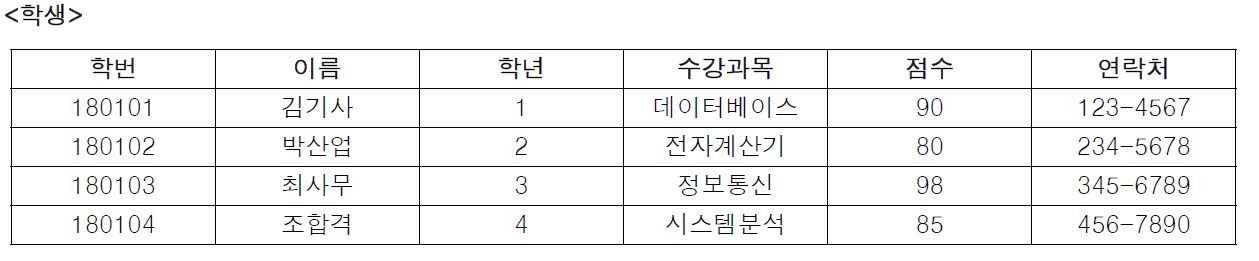 <학생>
학번 이름 학년 수강과목 점수 연락처
180101 김기사 1 데이터베이스 90 123-4567
180102 박산업 2 전자계산기 80 234-5678
180103 최사무 3 정보통신 98 345-6789
180104 조합격 4 시스템분석 85 456-7890